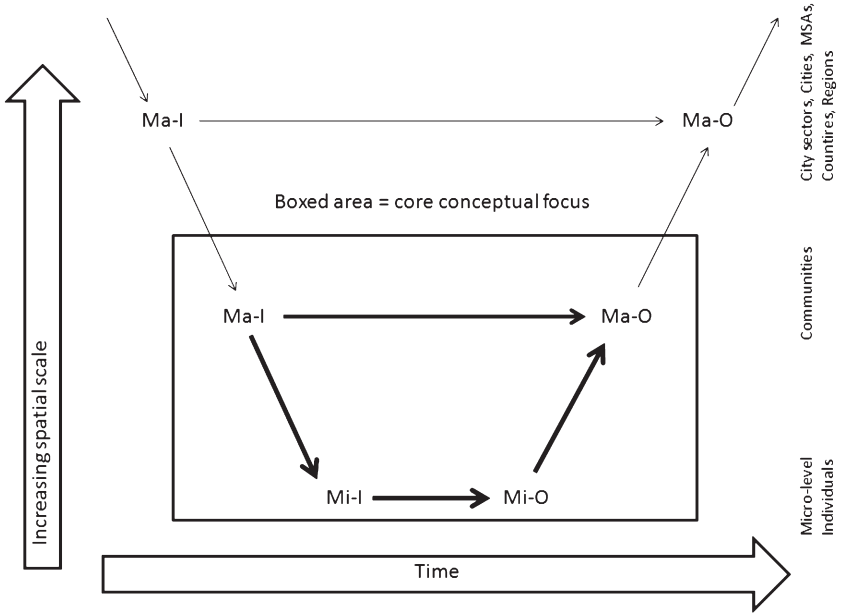 City sectors, Cities, MSAs,
Countires, Regions
Ma-I
Ma-O
Boxed area = core conceptual focus
Communities
Ma-I
Ma-O
Increasing spatial scale
Mi-I
Mi-O
Micro-level
Individuals
Time